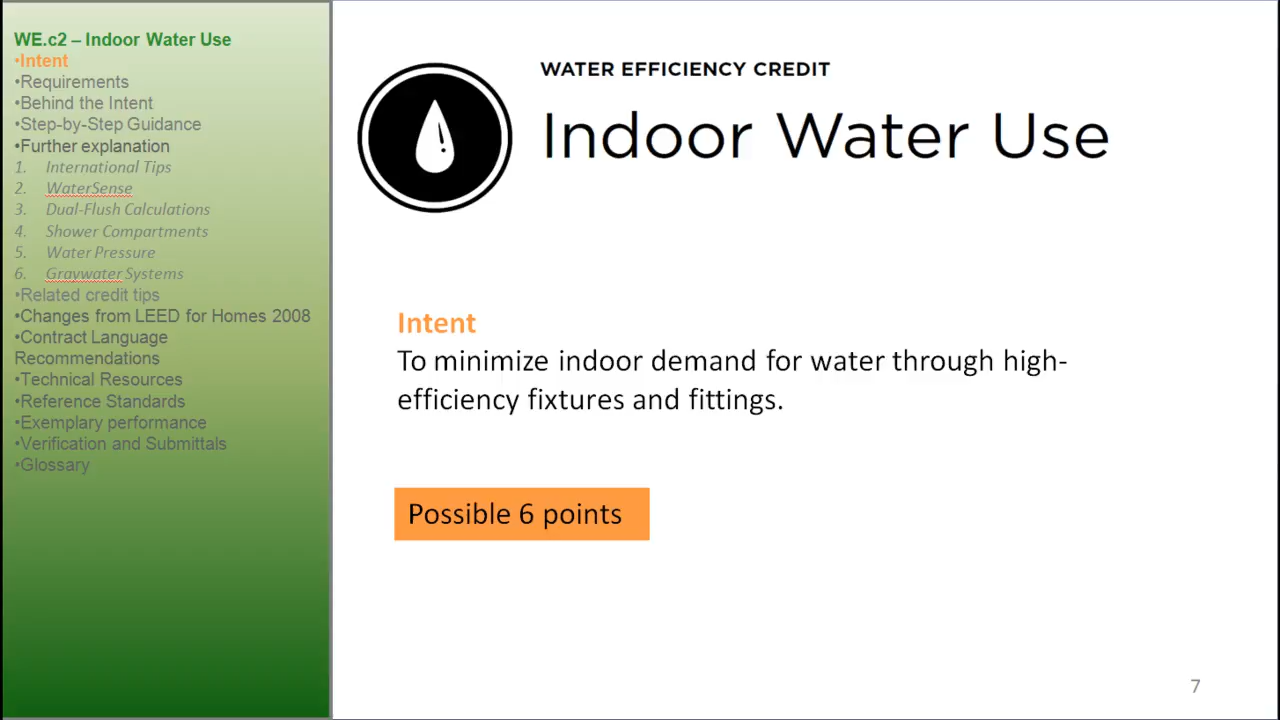 WE.c2 – Indoor Water Use
•Intent
•Requirements
•Behind the Intent
•Step-by-Step Guidance
•Further explanation
1. International Tips
2. WaterSense
3. Dual-Flush Calculations
4. Shower Compartments
5. Water Pressure
6. Graywater Systems
•Related credit tips
•Changes from LEED for Homes 2008
•Contract Language
Recommendations
•Technical Resources
•Reference Standards
•Exemplary performance
•Verification and Submittals
•Glossary
WATER EFFICIENCY CREDIT
Indoor Water Use
Intent
To minimize indoor demand for water through high-
efficiency fixtures and fittings.
Possible 6 points
7